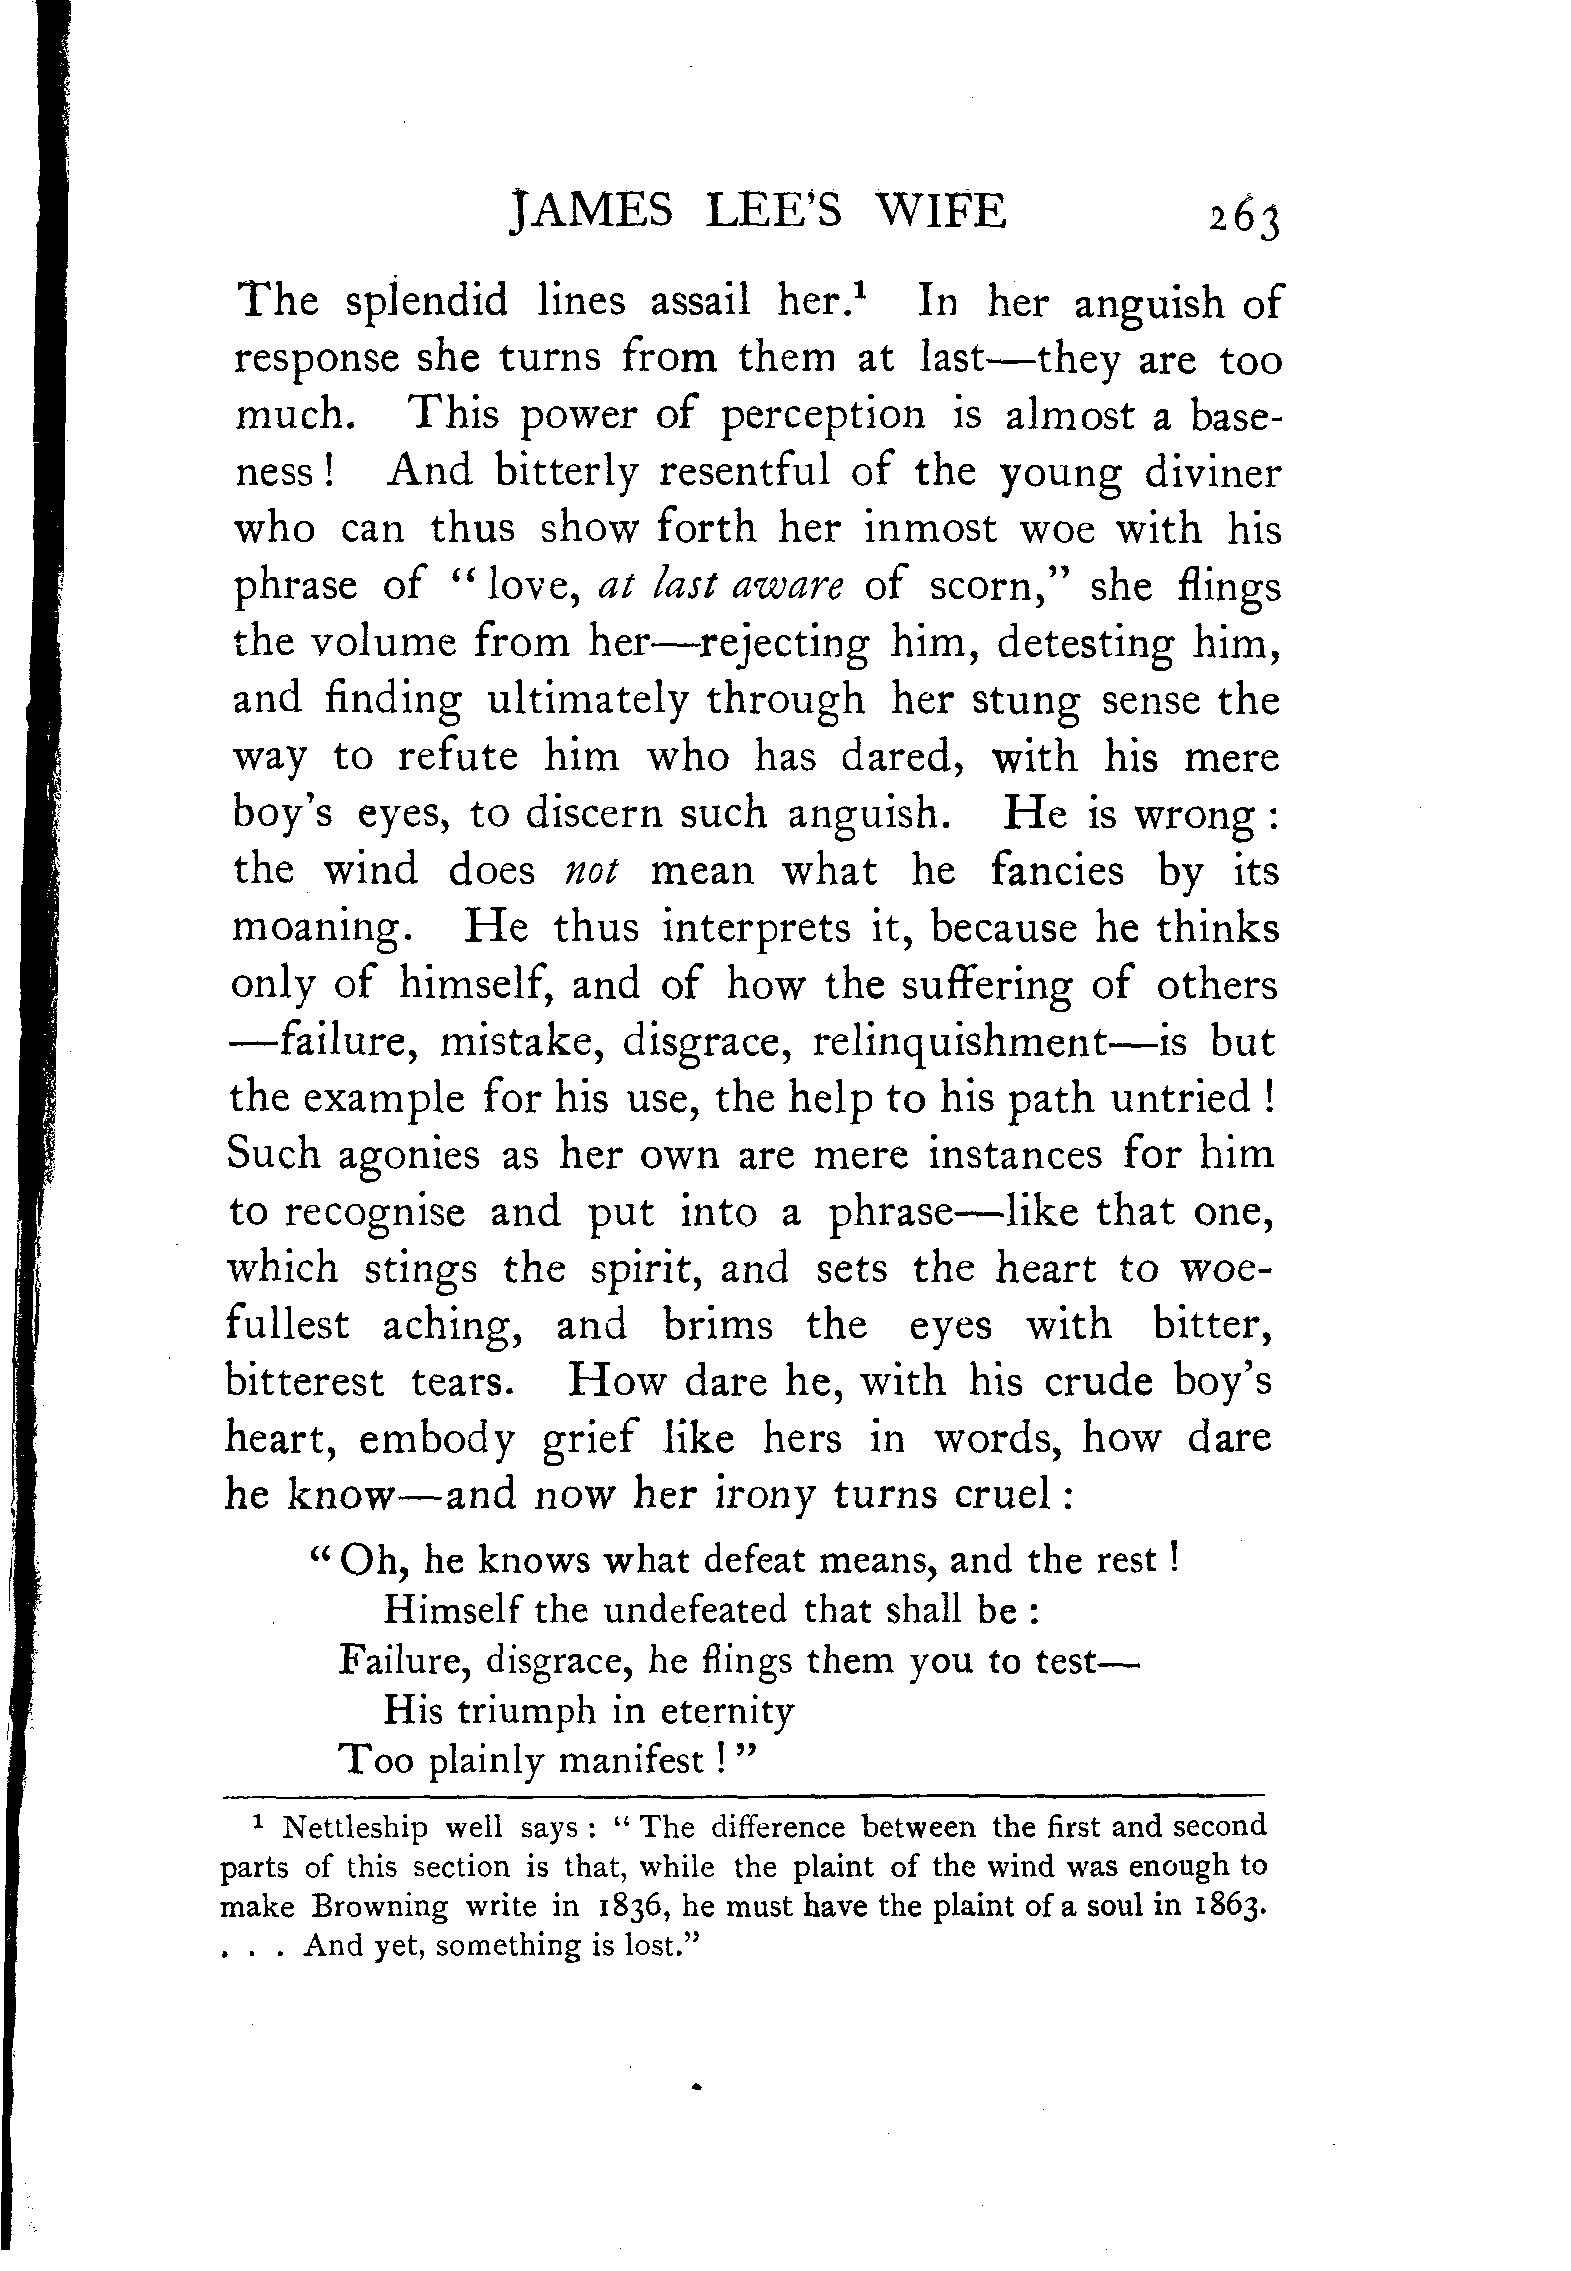 JAMES LEE'S WIFE 263
The splendid lines assail her.¹ In her anguish of
response she turns from them at last—they are too
much. This power of perception is almost a base-
ness! And bitterly resentful of the young diviner
who can thus show forth her inmost woe with his
phrase of "love, at last aware of scorn," she flings
the volume from her—rejecting him, detesting him,
and finding ultimately through her stung sense the
way to refute him who has dared, with his mere
boy's eyes, to discern such anguish. He is wrong:
the wind does not mean what he fancies by its
moaning. He thus interprets it, because he thinks
only of himself, and of how the suffering of others
—failure, mistake, disgrace, relinquishment—is but
the example for his use, the help to his path untried!
Such agonies as her own are mere instances for him
to recognise and put into a phrase—like that one,
which stings the spirit, and sets the heart to woe-
fullest aching, and brims the eyes with bitter,
bitterest tears. How dare he, with his crude boy's
heart, embody grief like hers in words, how dare
he know—and now her irony turns cruel:
"Oh, he knows what defeat means, and the rest!
Himself the undefeated that shall be:
Failure, disgrace, he flings them you to test—
His triumph in eternity
Too plainly manifest!"
¹ Nettleship well says: "The difference between the first and second
parts of this section is that, while the plaint of the wind was enough to
make Browning write in 1836, he must have the plaint of a soul in 1863.
. . . And yet, something is lost."